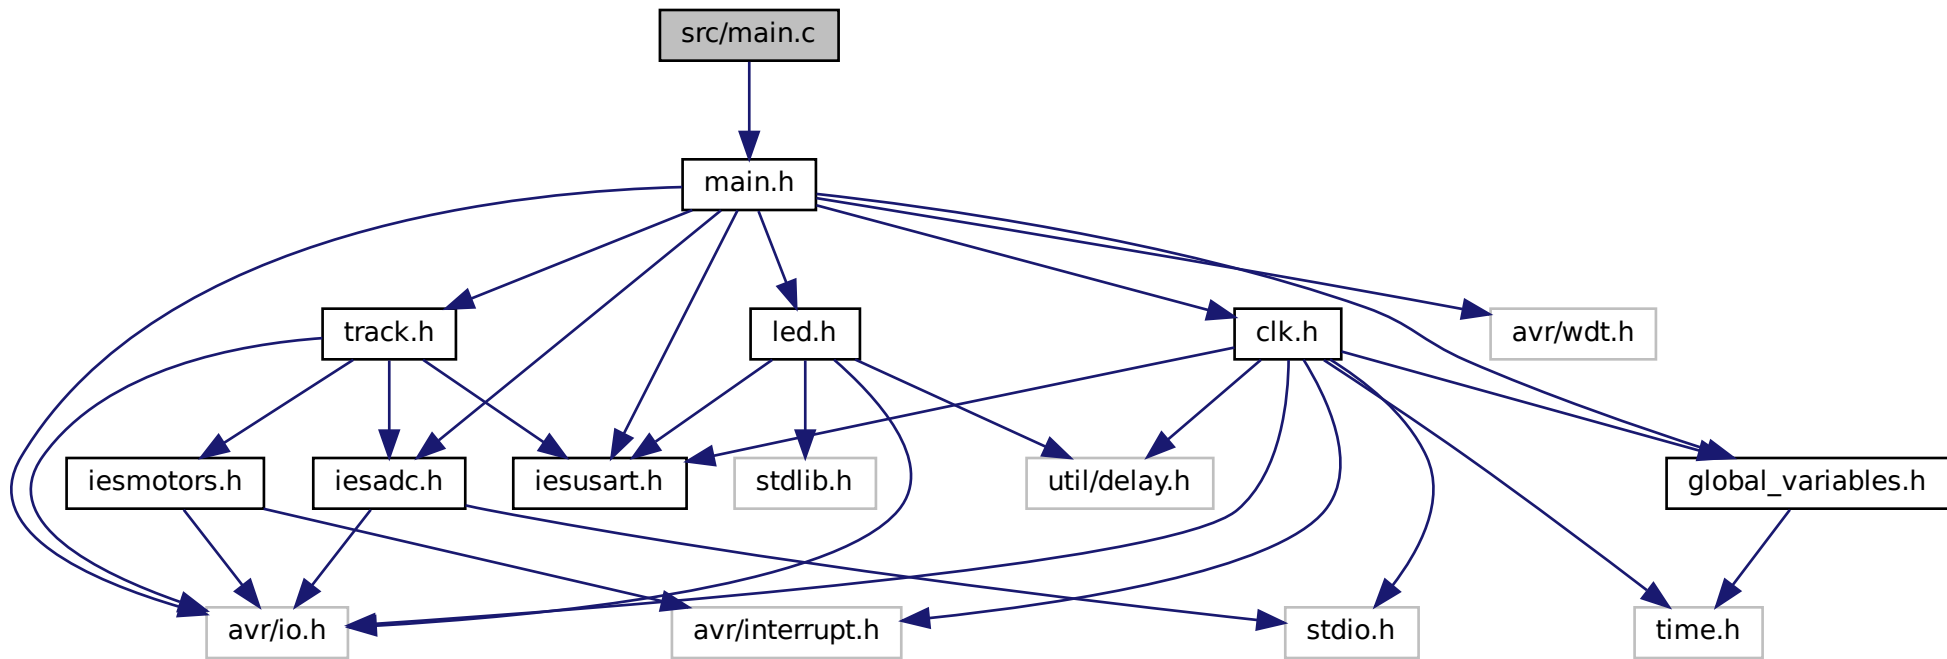 src/main.c
main.h
track.h
led.h
clk.h
avr/wdt.h
iesmotors.h
iesadc.h
iesusart.h
stdlib.h
util/delay.h
global_variables.h
avr/io.h
avr/interrupt.h
stdio.h
time.h